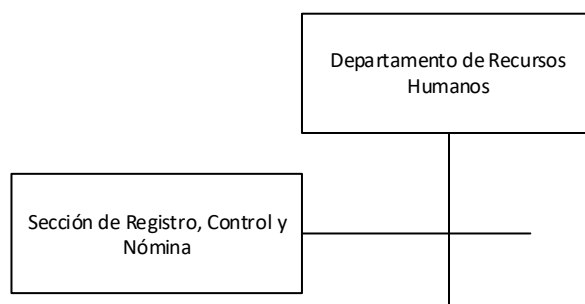 Departamento de Recursos
Humanos
Sección de Registro, Control y
Nómina